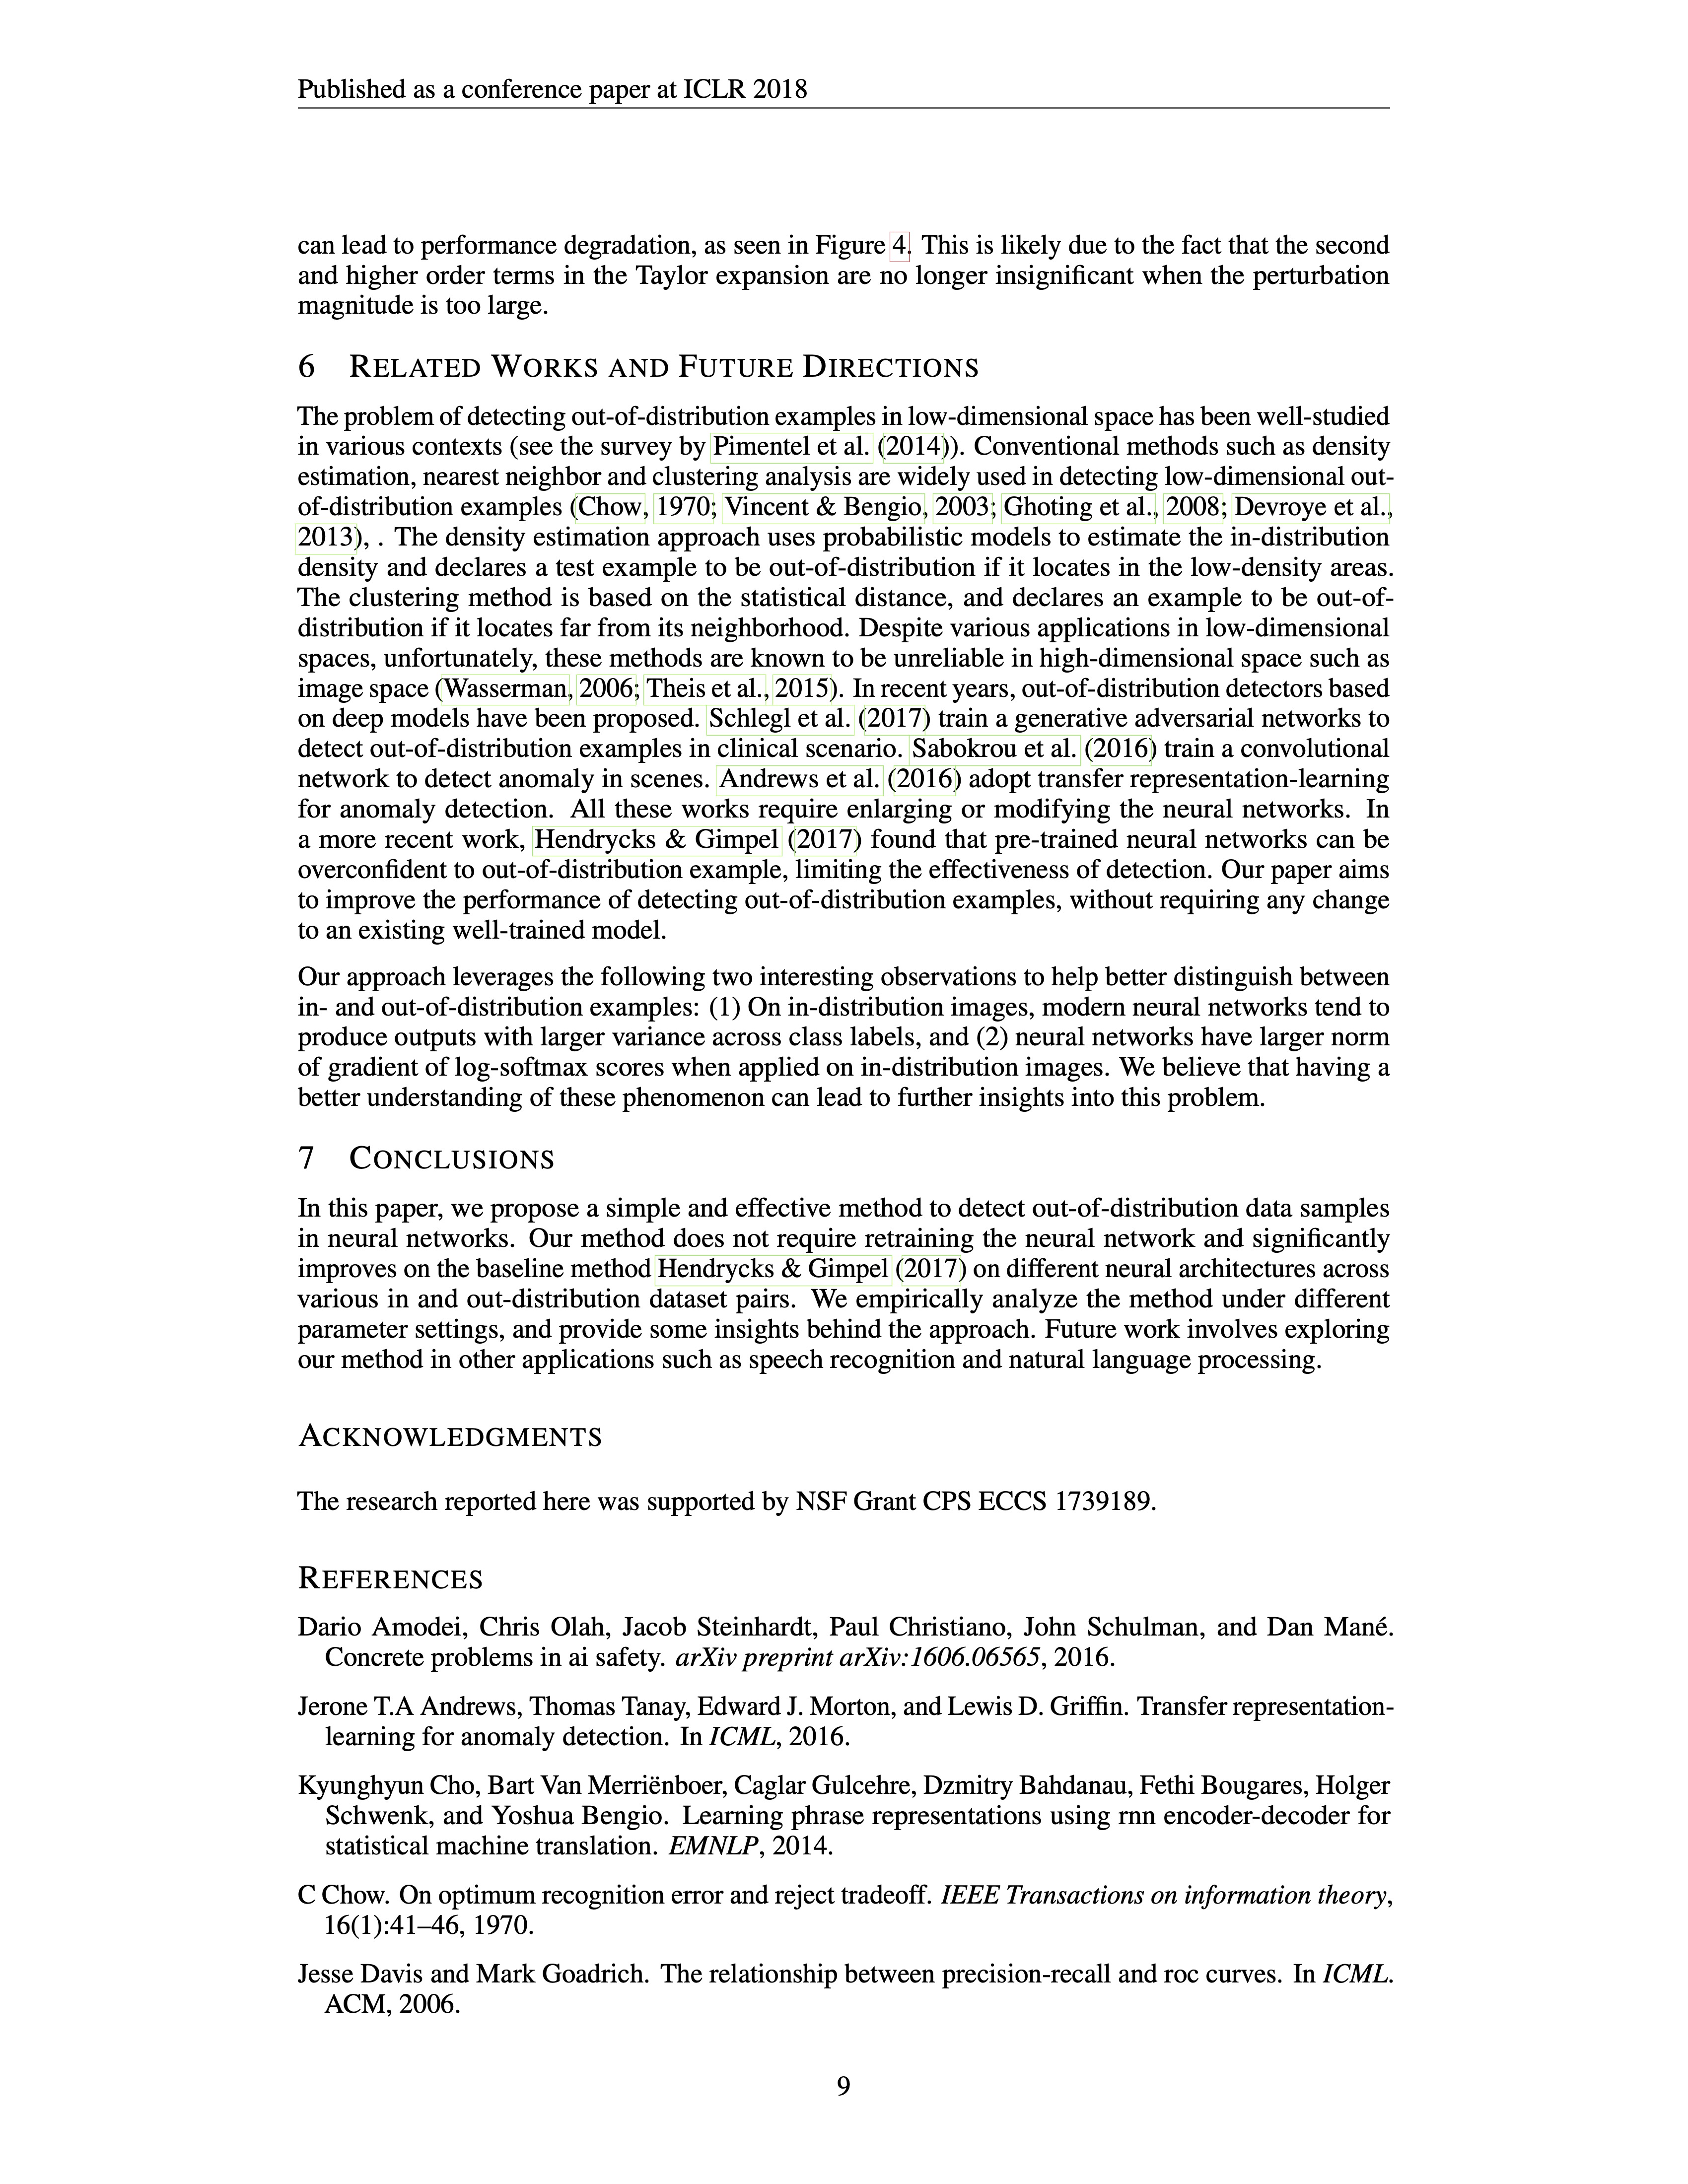 Published as a conference paper at ICLR 2018
can lead to performance degradation, as seen in Figure 4. This is likely due to the fact that the second
and higher order terms in the Taylor expansion are no longer insignificant when the perturbation
magnitude is too large.
6 RELATED WORKS AND FUTURE DIRECTIONS
The problem of detecting out-of-distribution examples in low-dimensional space has been well-studied
in various contexts (see the survey by Pimentel et al. (2014)). Conventional methods such as density
estimation, nearest neighbor and clustering analysis are widely used in detecting low-dimensional out-
of-distribution examples (Chow, 1970; Vincent & Bengio, 2003; Ghoting et al., 2008; Devroye et al.,
2013), . The density estimation approach uses probabilistic models to estimate the in-distribution
density and declares a test example to be out-of-distribution if it locates in the low-density areas.
The clustering method is based on the statistical distance, and declares an example to be out-of-
distribution if it locates far from its neighborhood. Despite various applications in low-dimensional
spaces, unfortunately, these methods are known to be unreliable in high-dimensional space such as
image space (Wasserman, 2006; Theis et al., 2015). In recent years, out-of-distribution detectors based
on deep models have been proposed. Schlegl et al. (2017) train a generative adversarial networks to
detect out-of-distribution examples in clinical scenario. Sabokrou et al. (2016) train a convolutional
network to detect anomaly in scenes. Andrews et al. (2016) adopt transfer representation-learning
for anomaly detection. All these works require enlarging or modifying the neural networks. In
a more recent work, Hendrycks & Gimpel (2017) found that pre-trained neural networks can be
overconfident to out-of-distribution example, limiting the effectiveness of detection. Our paper aims
to improve the performance of detecting out-of-distribution examples, without requiring any change
to an existing well-trained model.
Our approach leverages the following two interesting observations to help better distinguish between
in- and out-of-distribution examples: (1) On in-distribution images, modern neural networks tend to
produce outputs with larger variance across class labels, and (2) neural networks have larger norm
of gradient of log-softmax scores when applied on in-distribution images. We believe that having a
better understanding of these phenomenon can lead to further insights into this problem.
7 CONCLUSIONS
In this paper, we propose a simple and effective method to detect out-of-distribution data samples
in neural networks. Our method does not require retraining the neural network and significantly
improves on the baseline method Hendrycks & Gimpel (2017) on different neural architectures across
various in and out-distribution dataset pairs. We empirically analyze the method under different
parameter settings, and provide some insights behind the approach. Future work involves exploring
our method in other applications such as speech recognition and natural language processing.
ACKNOWLEDGMENTS
The research reported here was supported by NSF Grant CPS ECCS 1739189.
REFERENCES
Dario Amodei, Chris Olah, Jacob Steinhardt, Paul Christiano, John Schulman, and Dan Mané.
Concrete problems in ai safety. arXiv preprint arXiv:1606.06565, 2016.
Jerone T.A Andrews, Thomas Tanay, Edward J. Morton, and Lewis D. Griffin. Transfer representation-
learning for anomaly detection. In ICML, 2016.
Kyunghyun Cho, Bart Van Merriënboer, Caglar Gulcehre, Dzmitry Bahdanau, Fethi Bougares, Holger
Schwenk, and Yoshua Bengio. Learning phrase representations using rnn encoder-decoder for
statistical machine translation. EMNLP, 2014.
C Chow. On optimum recognition error and reject tradeoff. IEEE Transactions on information theory,
16(1):41–46, 1970.
Jesse Davis and Mark Goadrich. The relationship between precision-recall and roc curves. In ICML.
ACM, 2006.
9